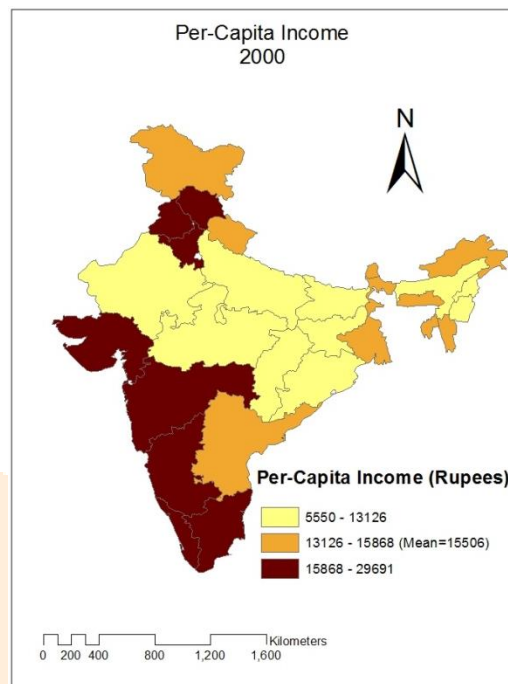 Per-Capita Income
2000
N
Per-Capita Income (Rupees)
5550 - 13126
13126 - 15868 (Mean=15506)
15868 - 29691
Kilometers
0 200 400 800 1,200 1,600